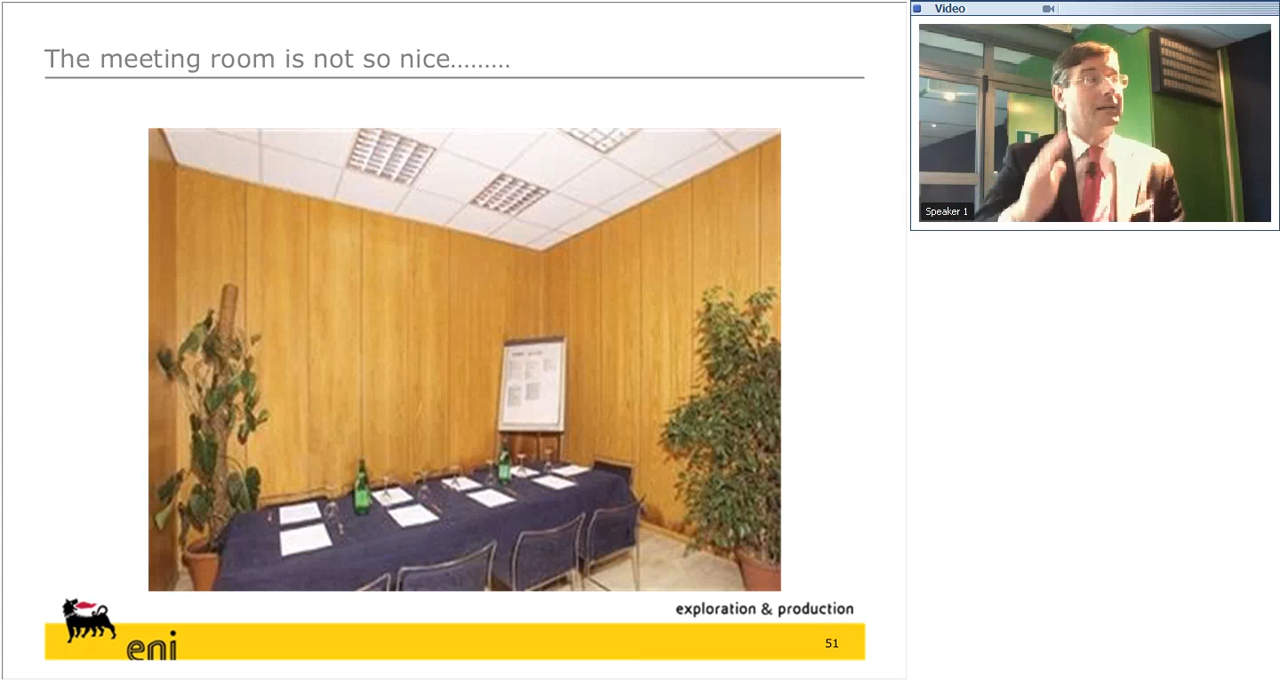 The meeting room is not so nice.........
exploration & production
eni
51
Video
Speaker 1